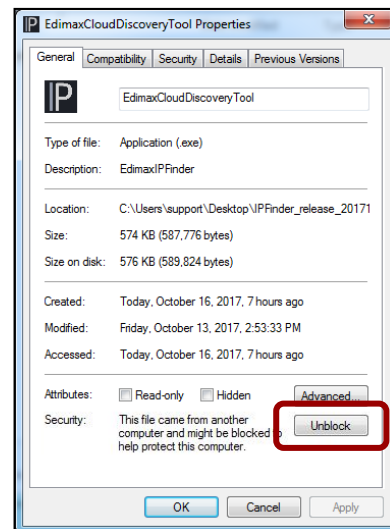 EdimaxCloudDiscoveryTool Properties
General Compatibility Security Details Previous Versions
IP EdimaxCloudDiscoveryTool
Type of file: Application (.exe)
Description: EdimaxIPFinder
Location: C:\Users\support\Desktop\IPFinder_release_20171
Size: 574 KB (587,776 bytes)
Size on disk: 576 KB (589,824 bytes)
Created: Today, October 16, 2017, 7 hours ago
Modified: Friday, October 13, 2017, 2:53:33 PM
Accessed: Today, October 16, 2017, 7 hours ago
Attributes: Read-only Hidden Advanced...
Security: This file came from another
computer and might be blocked to
help protect this computer.
Unblock
OK Cancel Apply